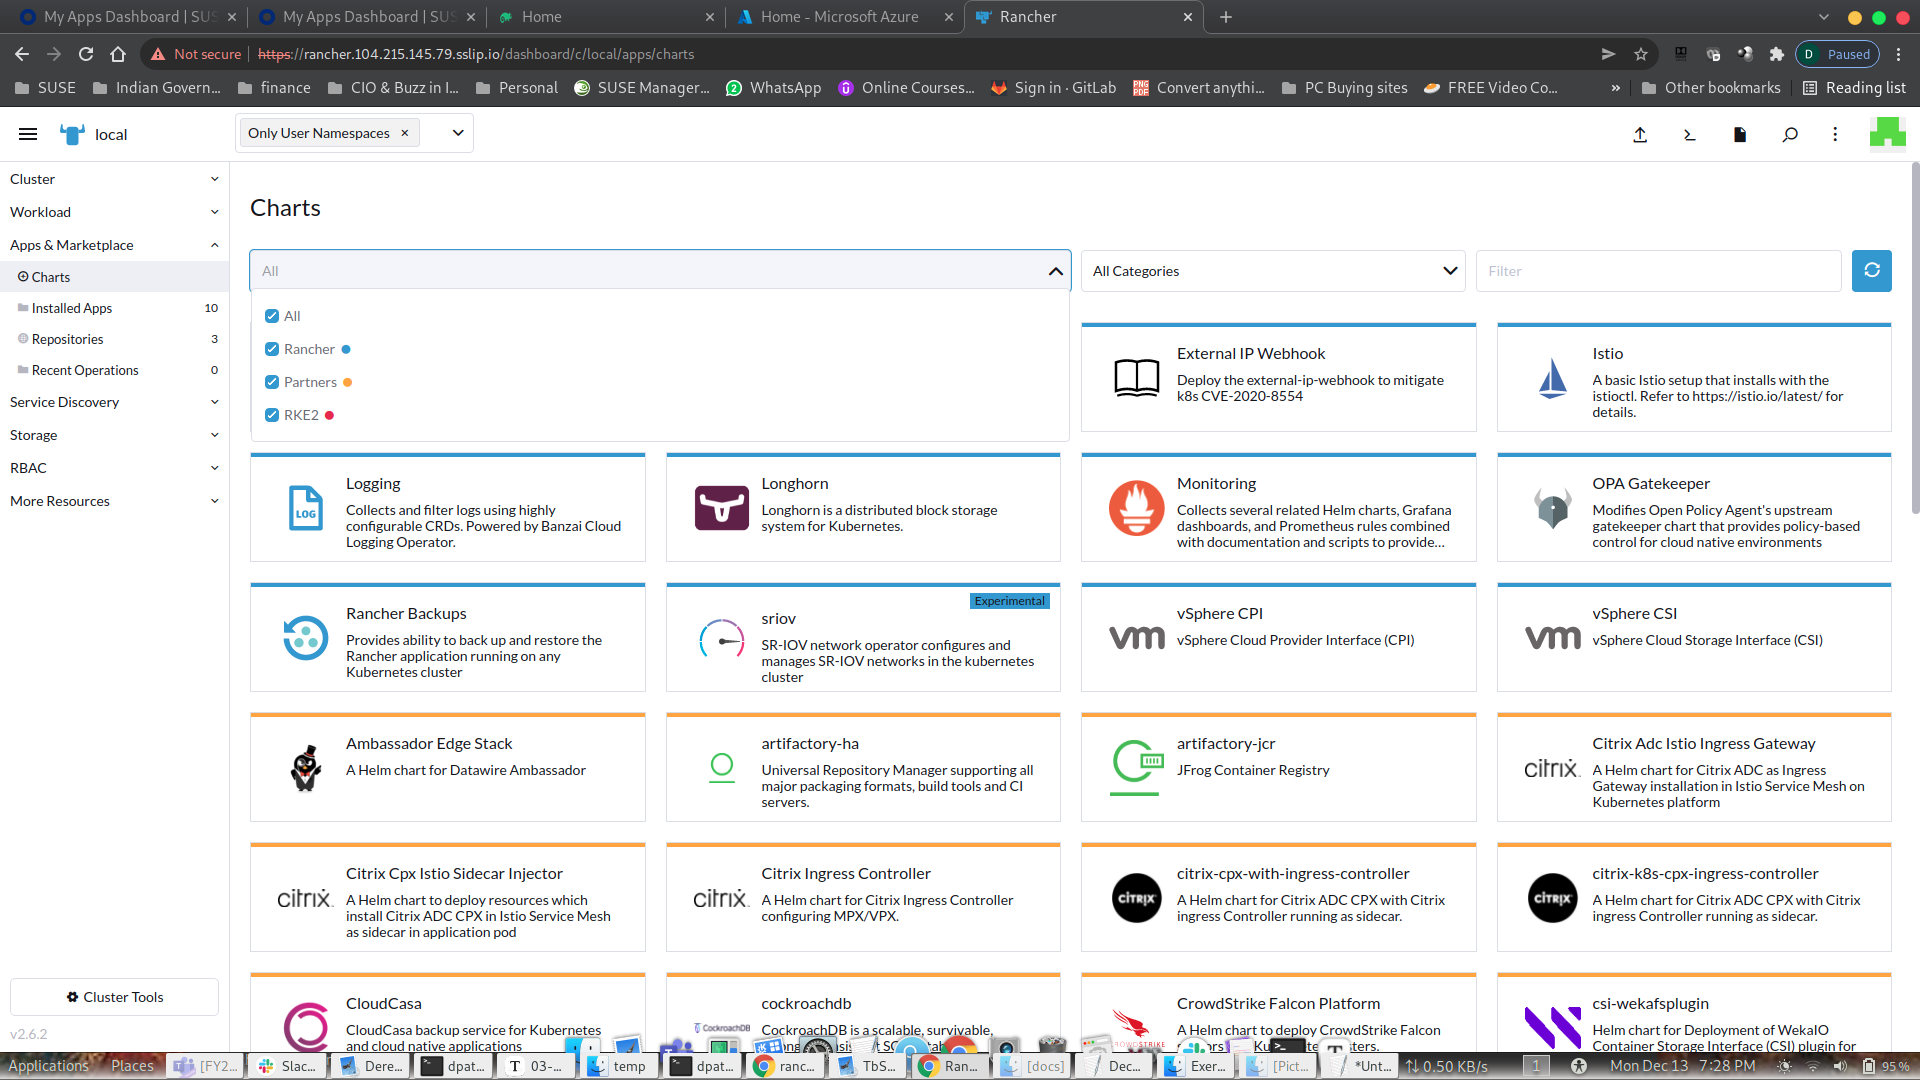 My Apps Dashboard | SUS
My Apps Dashboard | SUS
Home
Home - Microsoft Azure
Rancher
Not secure
https://rancher.104.215.145.79.sslip.io/dashboard/c/local/apps/charts
D Paused
SUSE
Indian Govern...
finance
CIO & Buzz in I...
Personal
SUSE Manager...
WhatsApp
Online Courses...
Sign in · GitLab
Convert anythi...
PC Buying sites
FREE Video Co...
»
Other bookmarks
Reading list
local
Only User Namespaces
Cluster
Workload
Apps & Marketplace
Charts
Installed Apps 10
Repositories 3
Recent Operations 0
Service Discovery
Storage
RBAC
More Resources
Cluster Tools
v2.6.2
Charts
All
All Categories
Filter
All
Rancher
Partners
RKE2
External IP Webhook
Deploy the external-ip-webhook to mitigate
k8s CVE-2020-8554
Istio
A basic Istio setup that installs with the
istioctl. Refer to https://istio.io/latest/ for
details.
LOG
Logging
Collects and filter logs using highly
configurable CRDs. Powered by Banzai Cloud
Logging Operator.
Longhorn
Longhorn is a distributed block storage
system for Kubernetes.
Monitoring
Collects several related Helm charts, Grafana
dashboards, and Prometheus rules combined
with documentation and scripts to provide...
OPA Gatekeeper
Modifies Open Policy Agent's upstream
gatekeeper chart that provides policy-based
control for cloud native environments
Rancher Backups
Provides ability to back up and restore the
Rancher application running on any
Kubernetes cluster
Experimental
sriov
SR-IOV network operator configures and
manages SR-IOV networks in the kubernetes
cluster
vm
vSphere CPI
vSphere Cloud Provider Interface (CPI)
vm
vSphere CSI
vSphere Cloud Storage Interface (CSI)
Ambassador Edge Stack
A Helm chart for Datawire Ambassador
artifactory-ha
Universal Repository Manager supporting all
major packaging formats, build tools and CI
servers.
artifactory-jcr
JFrog Container Registry
citrix.
Citrix Adc Istio Ingress Gateway
A Helm chart for Citrix ADC as Ingress
Gateway installation in Istio Service Mesh on
Kubernetes platform
citrix.
Citrix Cpx Istio Sidecar Injector
A Helm chart to deploy resources which
install Citrix ADC CPX in Istio Service Mesh
as sidecar in application pod
citrix.
Citrix Ingress Controller
A Helm chart for Citrix Ingress Controller
configuring MPX/VPX.
citrix
citrix-cpx-with-ingress-controller
A Helm chart for Citrix ADC CPX with Citrix
ingress Controller running as sidecar.
citrix
citrix-k8s-cpx-ingress-controller
A Helm chart for Citrix ADC CPX with Citrix
ingress Controller running as sidecar.
CloudCasa
CloudCasa backup service for Kubernetes
and cloud native applications
CockroachDB
cockroachdb
CockroachDB is a scalable, survivable,
CrowdStrike Falcon Platform
A Helm chart to deploy CrowdStrike Falcon
csi-wekafsplugin
Helm chart for Deployment of WekaIO
Container Storage Interface (CSI) plugin for
Applications
Places
[FY2...
Slac...
Dere...
dpat...
03-...
temp
dpat...
ranc...
TbS...
Ran...
[docs]
Dec...
Exer...
[Pict...
*Unt...
0.50 KB/s
1
Mon Dec 13 7:28 PM
95 %